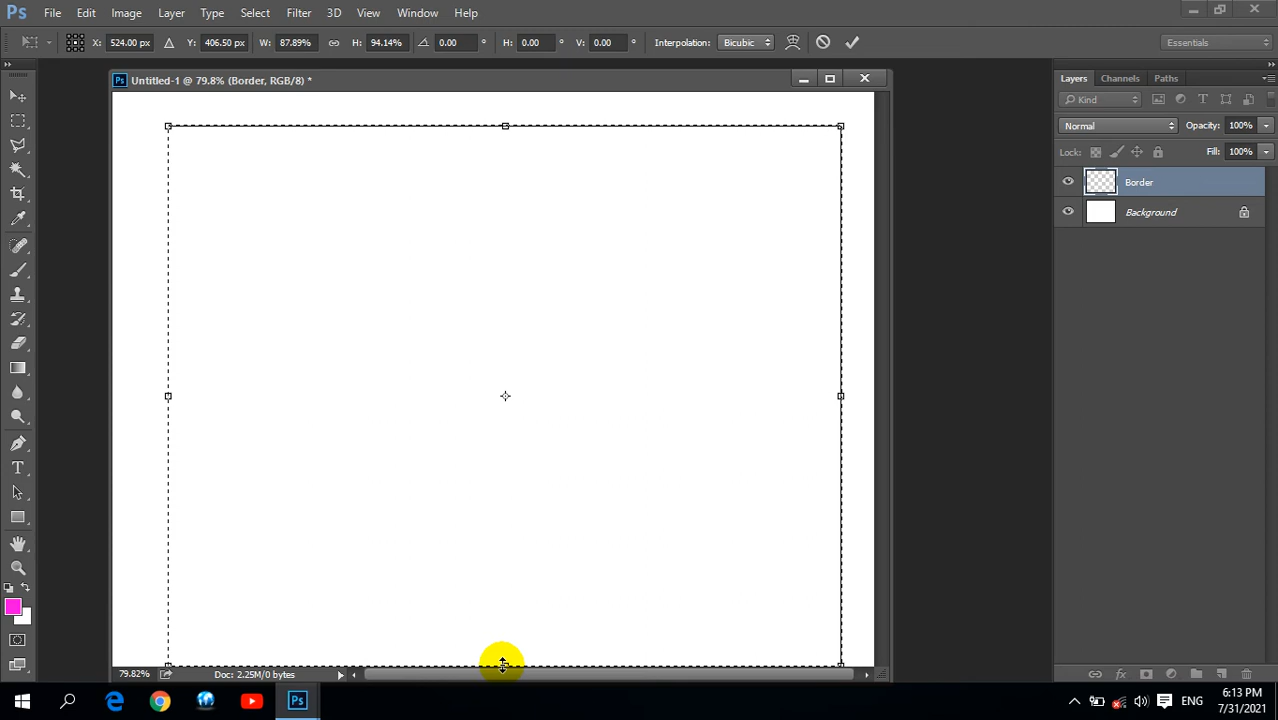 Ps File Edit Image Layer Type Select Filter 3D View Window Help
X: 524.00 px Y: 406.50 px W: 87.89% H: 94.14% 0.00 ° H: 0.00 ° V: 0.00 ° Interpolation: Bicubic Essentials
Untitled-1 @ 79.8% (Border, RGB/8) *
Layers Channels Paths
Kind
Normal Opacity: 100%
Lock: Fill: 100%
Border
Background
79.82% Doc: 2.25M/0 bytes
Ps ENG 6:13 PM
7/31/2021